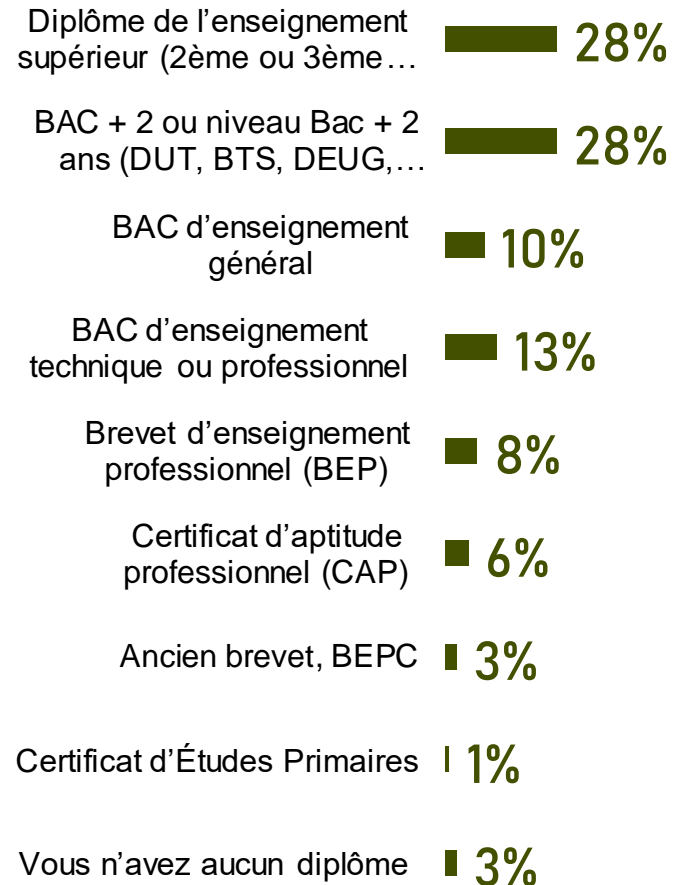 Diplôme de l’enseignement
supérieur (2ème ou 3ème…
28%
BAC + 2 ou niveau Bac + 2
ans (DUT, BTS, DEUG,…
28%
BAC d’enseignement
général
10%
BAC d’enseignement
technique ou professionnel
13%
Brevet d’enseignement
professionnel (BEP)
8%
Certificat d’aptitude
professionnel (CAP)
6%
Ancien brevet, BEPC
3%
Certificat d’Études Primaires
1%
Vous n’avez aucun diplôme
3%